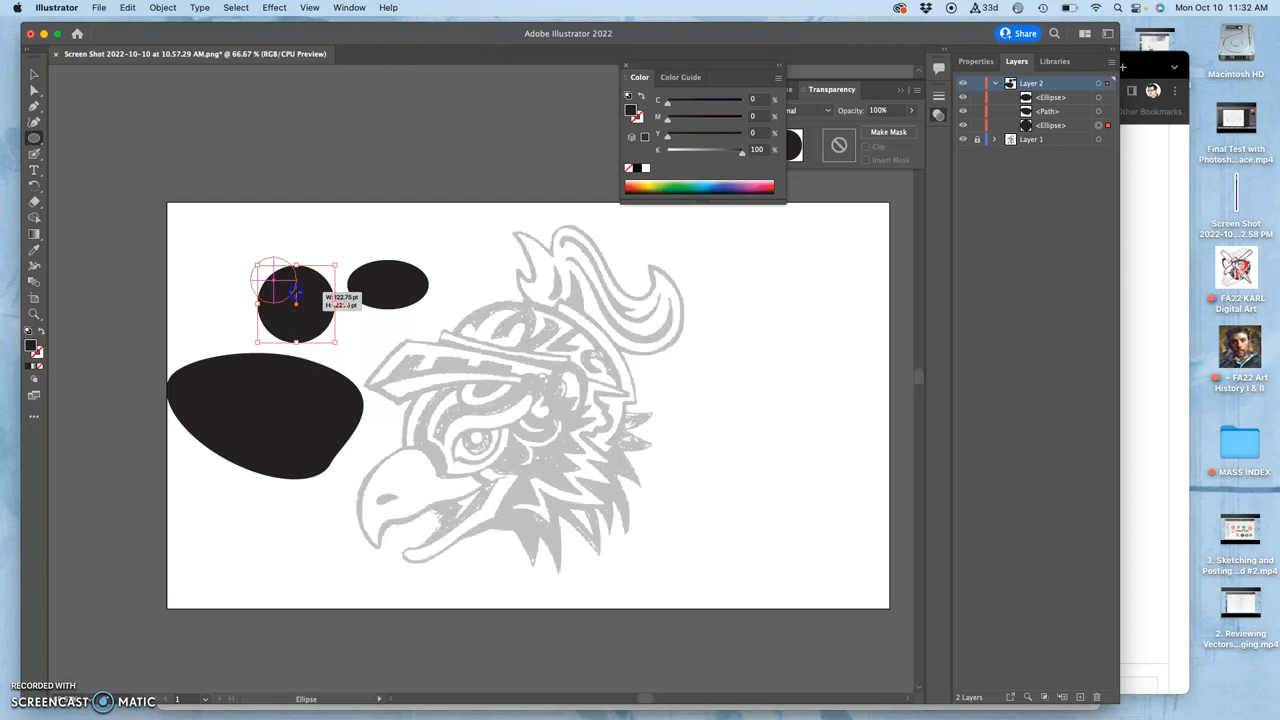 Illustrator File Edit Object Type Select Effect View Window Help
33d
Mon Oct 10 11:32 AM
Adobe Illustrator 2022
Share
Screen Shot 2022-10-10 at 10.57.29 AM.png* @ 66.67 % (RGB/CPU Preview)
Color Color Guide
C 0 %
M 0 %
Y 0 %
K 100 %
Transparency
Opacity: 100%
Make Mask
Clip
Invert Mask
Properties Layers Libraries
Layer 2
<Ellipse>
<Path>
<Ellipse>
Layer 1
Other Bookmarks
Macintosh HD
Final Test with
Photosh...ace.mp4
Screen Shot
2022-10...2.58 PM
FA22 KARL
Digital Art
~ FA22 Art
History I & II
MASS INDEX
3. Sketching and
Posting...d #2.mp4
2. Reviewing
Vectors...ging.mp4
2 Layers
1
Ellipse
RECORDED WITH
SCREENCAST MATIC